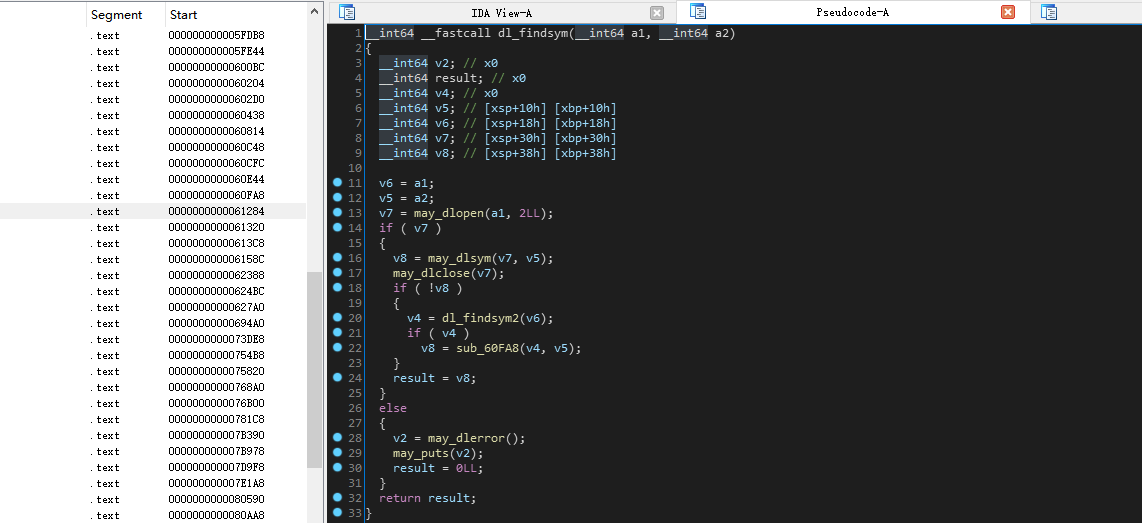 Segment Start
.text 000000000005FDB8
.text 000000000005FE44
.text 00000000000600BC
.text 0000000000060204
.text 00000000000602D0
.text 0000000000060438
.text 0000000000060814
.text 0000000000060C48
.text 0000000000060CFC
.text 0000000000060E44
.text 0000000000060FA8
.text 0000000000061284
.text 0000000000061320
.text 00000000000613C8
.text 000000000006158C
.text 0000000000062388
.text 00000000000624BC
.text 00000000000627A0
.text 00000000000694A0
.text 0000000000073DE8
.text 00000000000754B8
.text 0000000000075820
.text 00000000000768A0
.text 0000000000076B00
.text 00000000000781C8
.text 000000000007B390
.text 000000000007B978
.text 000000000007D9F8
.text 000000000007E1A8
.text 0000000000080590
.text 0000000000080AA8
IDA View-A Pseudocode-A
1 __int64 __fastcall dl_findsym(__int64 a1, __int64 a2)
2 {
3 __int64 v2; // x0
4 __int64 result; // x0
5 __int64 v4; // x0
6 __int64 v5; // [xsp+10h] [xbp+10h]
7 __int64 v6; // [xsp+18h] [xbp+18h]
8 __int64 v7; // [xsp+30h] [xbp+30h]
9 __int64 v8; // [xsp+38h] [xbp+38h]
10
11 v6 = a1;
12 v5 = a2;
13 v7 = may_dlopen(a1, 2LL);
14 if ( v7 )
15 {
16 v8 = may_dlsym(v7, v5);
17 may_dlclose(v7);
18 if ( !v8 )
19 {
20 v4 = dl_findsym2(v6);
21 if ( v4 )
22 v8 = sub_60FA8(v4, v5);
23 }
24 result = v8;
25 }
26 else
27 {
28 v2 = may_dlerror();
29 may_puts(v2);
30 result = 0LL;
31 }
32 return result;
33 }